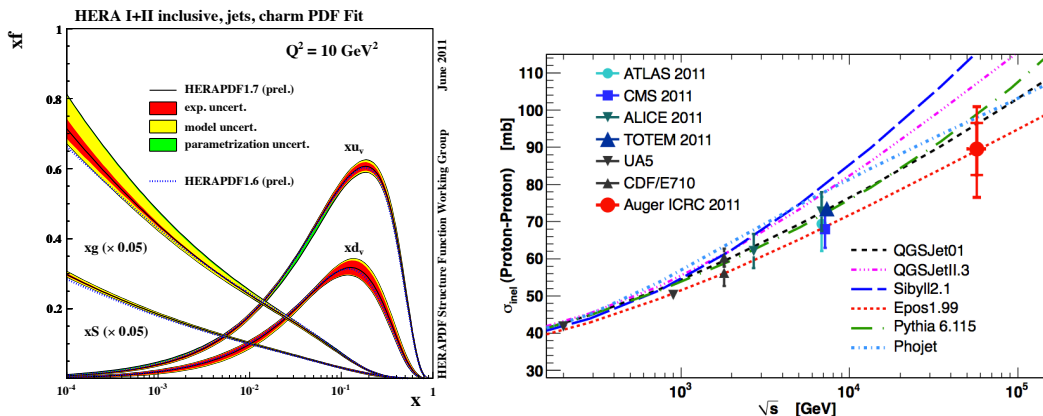 HERA I+II inclusive, jets, charm PDF Fit
xf
1
0.8
0.6
0.4
0.2
10⁻⁴
10⁻³
10⁻²
10⁻¹
1
x
Q² = 10 GeV²
HERAPDF1.7 (prel.)
exp. uncert.
model uncert.
parametrization uncert.
HERAPDF1.6 (prel.)
xuᵥ
xdᵥ
xg (× 0.05)
xS (× 0.05)
HERAPDF Structure Function Working Group
June 2011
σinel (Proton-Proton) [mb]
110
100
90
80
70
60
50
40
30
10³
10⁴
10⁵
√s [GeV]
ATLAS 2011
CMS 2011
ALICE 2011
TOTEM 2011
UA5
CDF/E710
Auger ICRC 2011
QGSJet01
QGSJetII.3
Sibyll2.1
Epos1.99
Pythia 6.115
Phojet